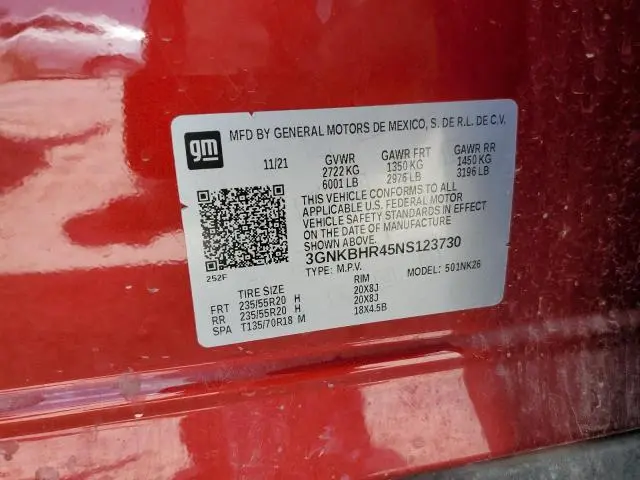 gm
MFD BY GENERAL MOTORS DE MEXICO, S. DE R.L. DE C.V.
11/21 GVWR GAWR FRT GAWR RR
2722 KG 1350 KG 1450 KG
6001 LB 2976 LB 3196 LB
THIS VEHICLE CONFORMS TO ALL
APPLICABLE U.S. FEDERAL MOTOR
VEHICLE SAFETY STANDARDS IN EFFECT
ON THE DATE OF MANUFACTURE
SHOWN ABOVE.
3GNKBHR45NS123730
TYPE: M.P.V. MODEL: 501NK26
252F
TIRE SIZE RIM
FRT 235/55R20 H 20X8J
RR 235/55R20 H 20X8J
SPA T135/70R18 M 18X4.5B